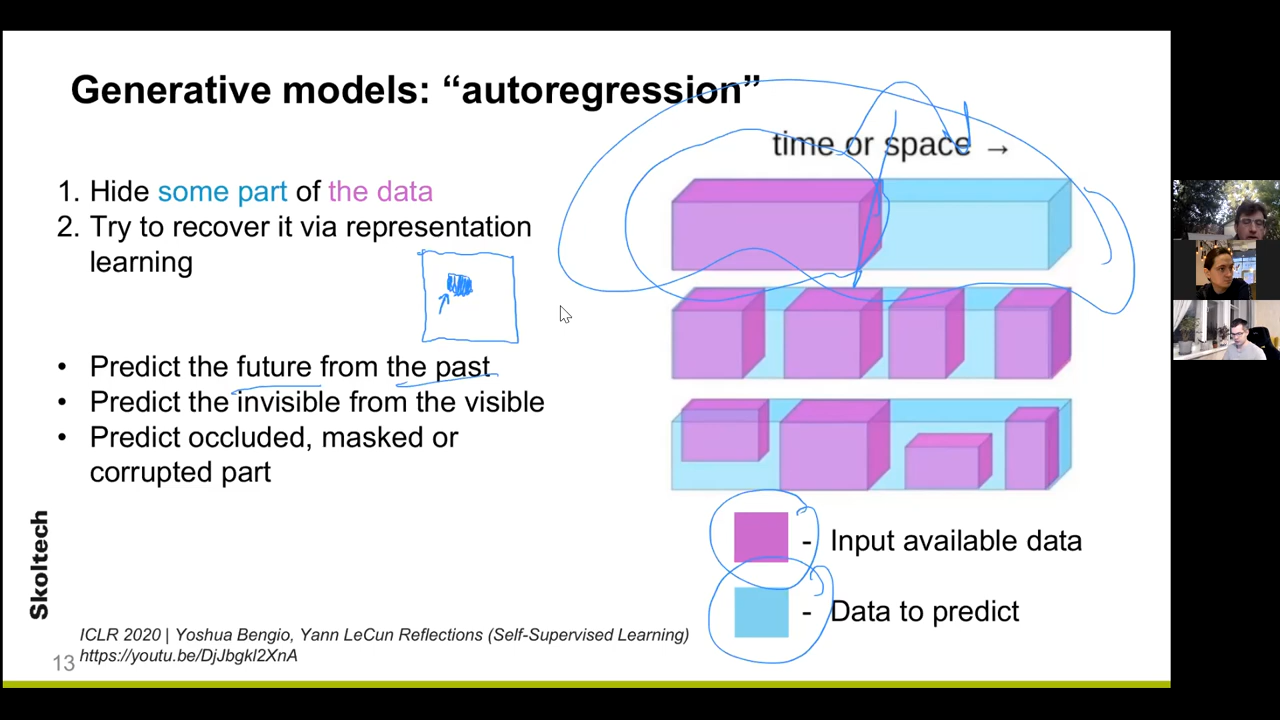 Generative models: “autoregression”
time or space →
1. Hide some part of the data
2. Try to recover it via representation
learning
• Predict the future from the past
• Predict the invisible from the visible
• Predict occluded, masked or
corrupted part
- Input available data
- Data to predict
Skoltech
ICLR 2020 | Yoshua Bengio, Yann LeCun Reflections (Self-Supervised Learning)
13 https://youtu.be/DjJbgkl2XnA